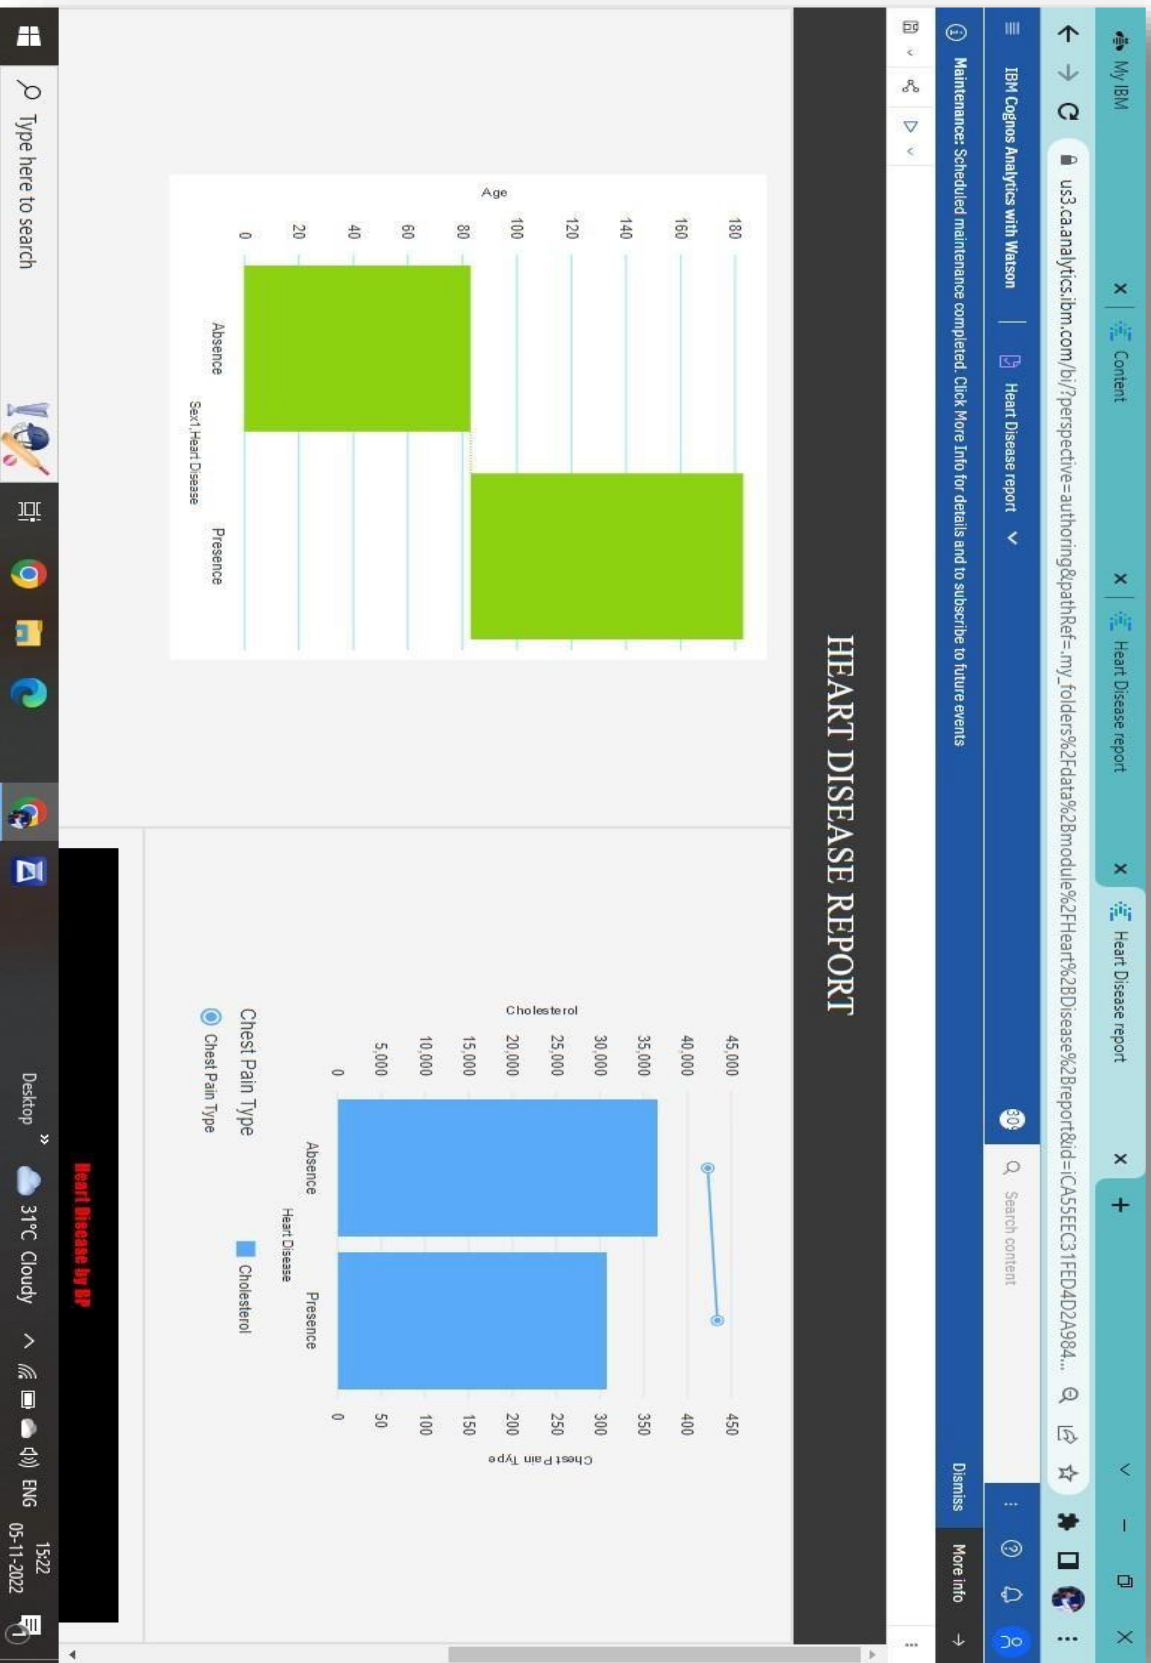 My IBM
Content
Heart Disease report
Heart Disease report
us3.ca.analytics.ibm.com/bi/?perspective=authoring&pathRef=.my_folders%2Fdata%2Bmodule%2FHeart%2BDisease%2Breport&id=iCA55EEC31FED4D2A984...
IBM Cognos Analytics with Watson
Heart Disease report
Search content
Maintenance: Scheduled maintenance completed. Click More Info for details and to subscribe to future events
Dismiss
More info
HEART DISEASE REPORT
Age
180
160
140
120
100
80
60
40
20
0
Absence
Presence
Sex1,Heart Disease
Cholesterol
45,000
40,000
35,000
30,000
25,000
20,000
15,000
10,000
5,000
0
450
400
350
300
250
200
150
100
50
0
Chest Pain Type
Absence
Presence
Heart Disease
Chest Pain Type
Cholesterol
Chest Pain Type
Heart Disease by BP
Type here to search
Desktop
31°C Cloudy
ENG
15:22
05-11-2022
1